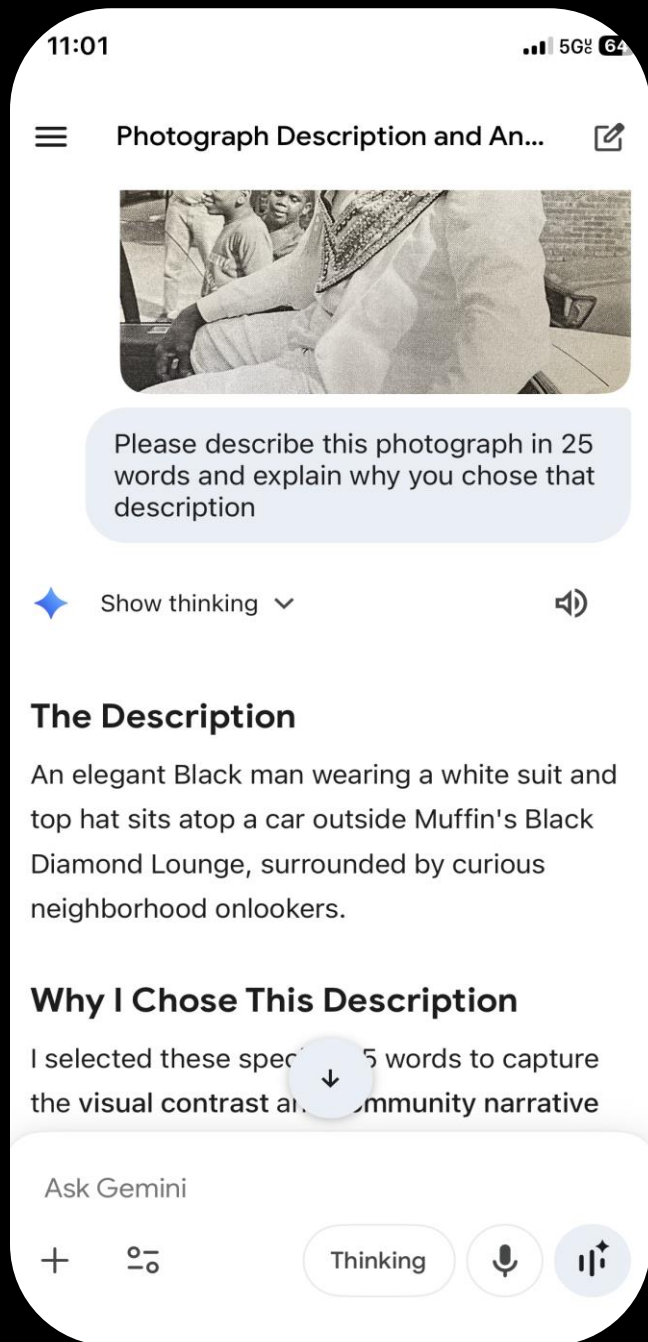 11:01
5G
64
Photograph Description and An...
Please describe this photograph in 25
words and explain why you chose that
description
Show thinking
The Description
An elegant Black man wearing a white suit and
top hat sits atop a car outside Muffin's Black
Diamond Lounge, surrounded by curious
neighborhood onlookers.
Why I Chose This Description
I selected these 5 words to capture
the visual contrast narrative
Ask Gemini
Thinking